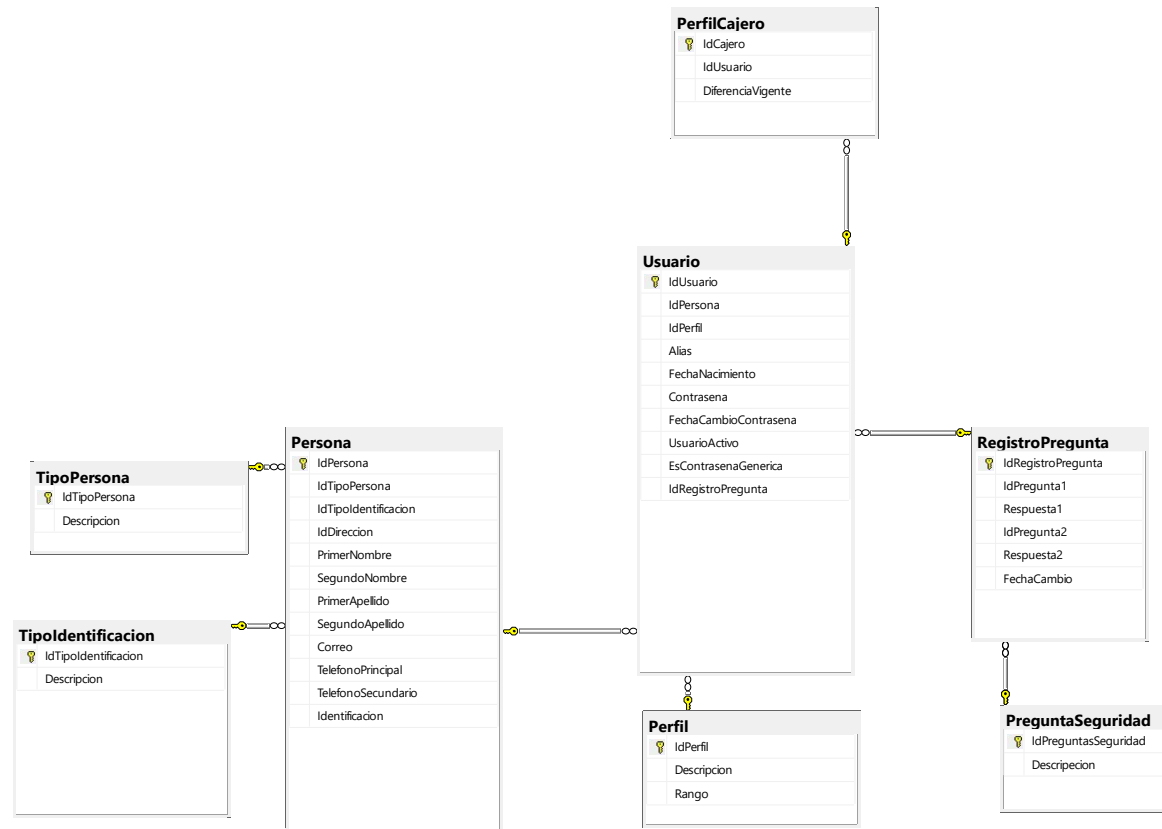 PerfilCajero
IdCajero
IdUsuario
DiferenciaVigente
Usuario
IdUsuario
IdPersona
IdPerfil
Alias
FechaNacimiento
Contrasena
FechaCambioContrasena
UsuarioActivo
EsContrasenaGenerica
IdRegistroPregunta
Persona
IdPersona
IdTipoPersona
IdTipoIdentificacion
IdDireccion
PrimerNombre
SegundoNombre
PrimerApellido
SegundoApellido
Correo
TelefonoPrincipal
TelefonoSecundario
Identificacion
TipoPersona
IdTipoPersona
Descripcion
TipoIdentificacion
IdTipoIdentificacion
Descripcion
RegistroPregunta
IdRegistroPregunta
IdPregunta1
Respuesta1
IdPregunta2
Respuesta2
FechaCambio
Perfil
IdPerfil
Descripcion
Rango
PreguntaSeguridad
IdPreguntasSeguridad
Descripecion